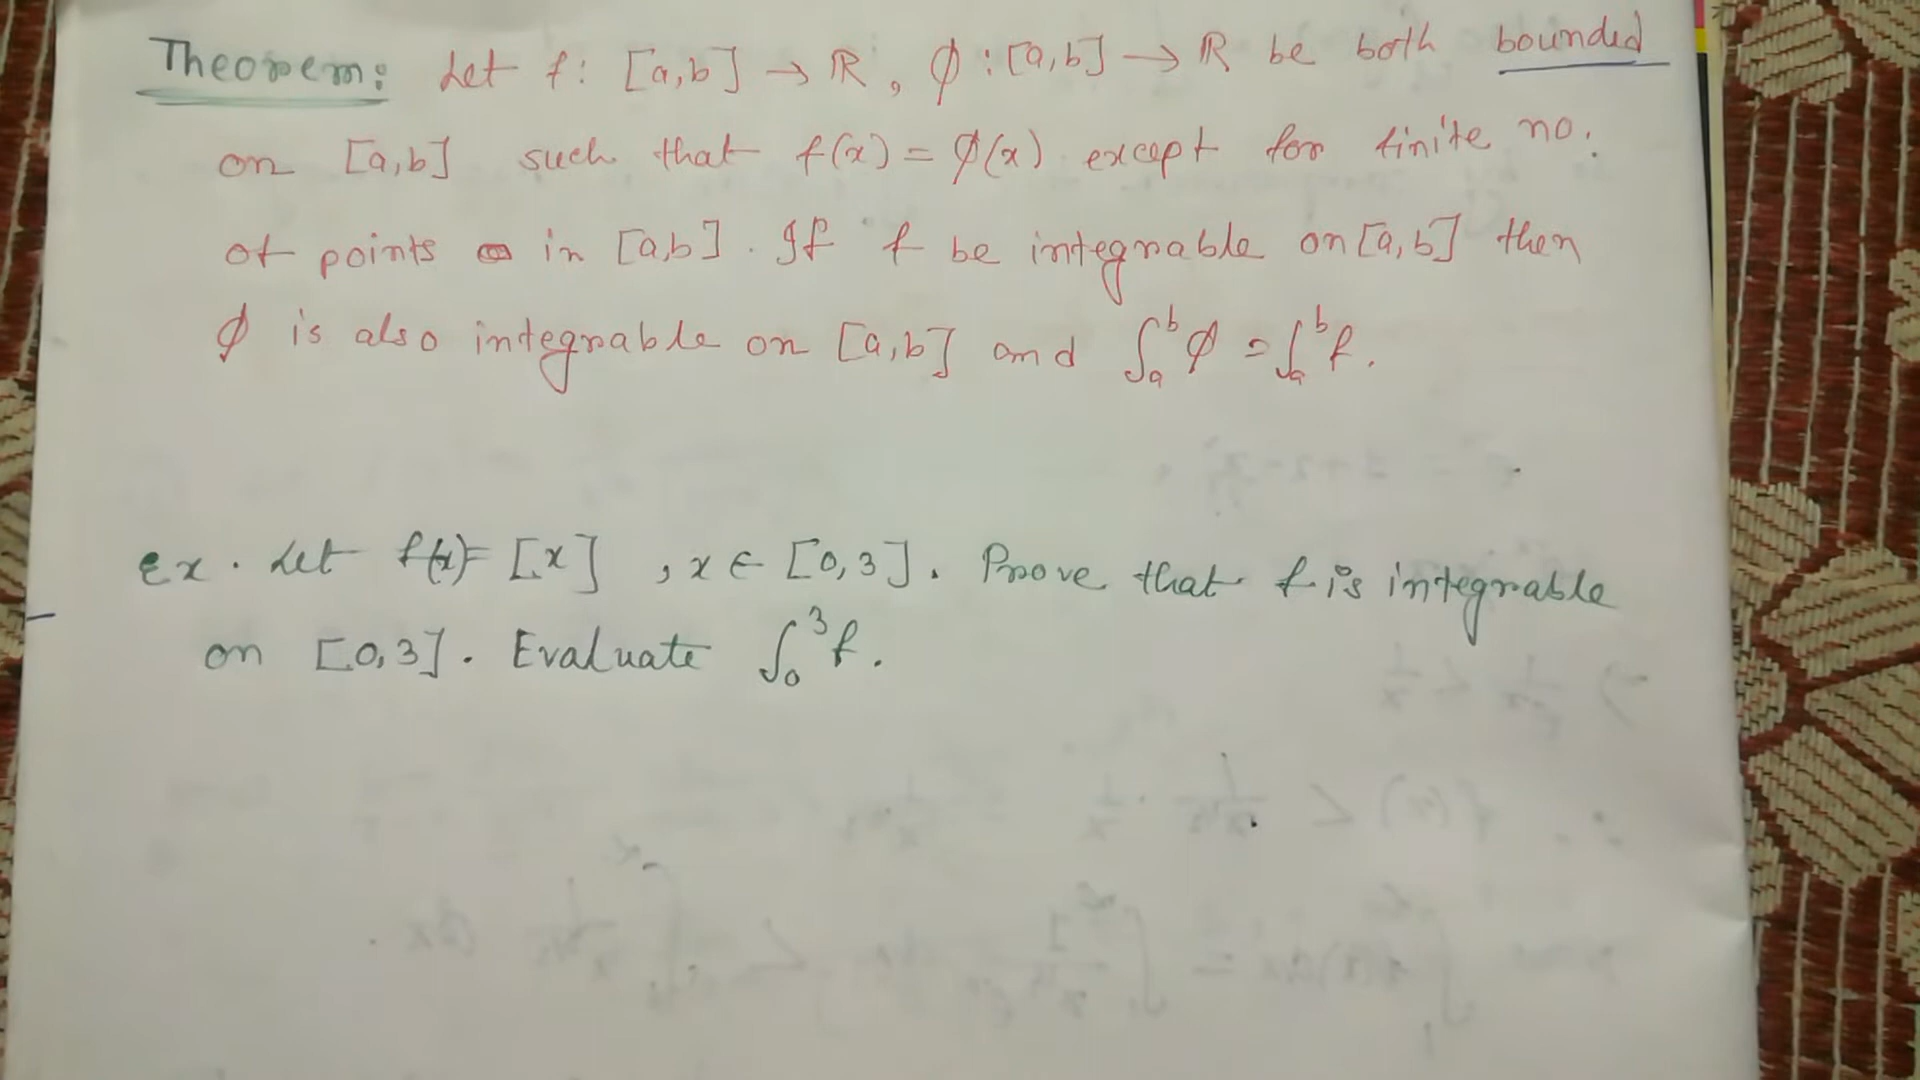 Theorem: Let f: [a,b] → ℝ, ϕ: [a,b] → ℝ be both bounded
on [a,b] such that f(x) = ϕ(x) except for finite no.
of points in [a,b]. If f be integrable on [a,b] then
ϕ is also integrable on [a,b] and ∫ₐᵇ ϕ = ∫ₐᵇ f.
ex. Let f(x) = [x], x ∈ [0,3]. Prove that f is integrable
on [0,3]. Evaluate ∫₀³ f.